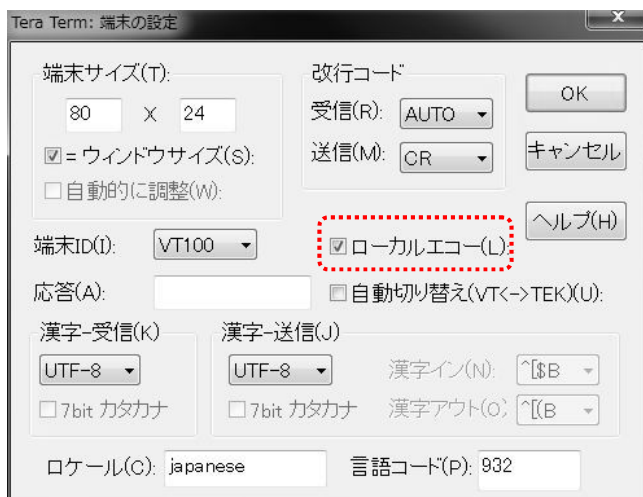 Tera Term: 端末の設定
端末サイズ(T):
80 X 24
☑= ウィンドウサイズ(S):
□自動的に調整(W):
改行コード
受信(R): AUTO
送信(M): CR
OK
キャンセル
ヘルプ(H)
端末ID(I): VT100
☑ローカルエコー(L):
応答(A):
□自動切り替え(VT<->TEK)(U):
漢字-受信(K)
UTF-8
□7bit カタカナ
漢字-送信(J)
UTF-8
□7bit カタカナ
漢字イン(N): ^[$B
漢字アウト(O): ^[(B
ロケール(C): japanese
言語コード(P): 932